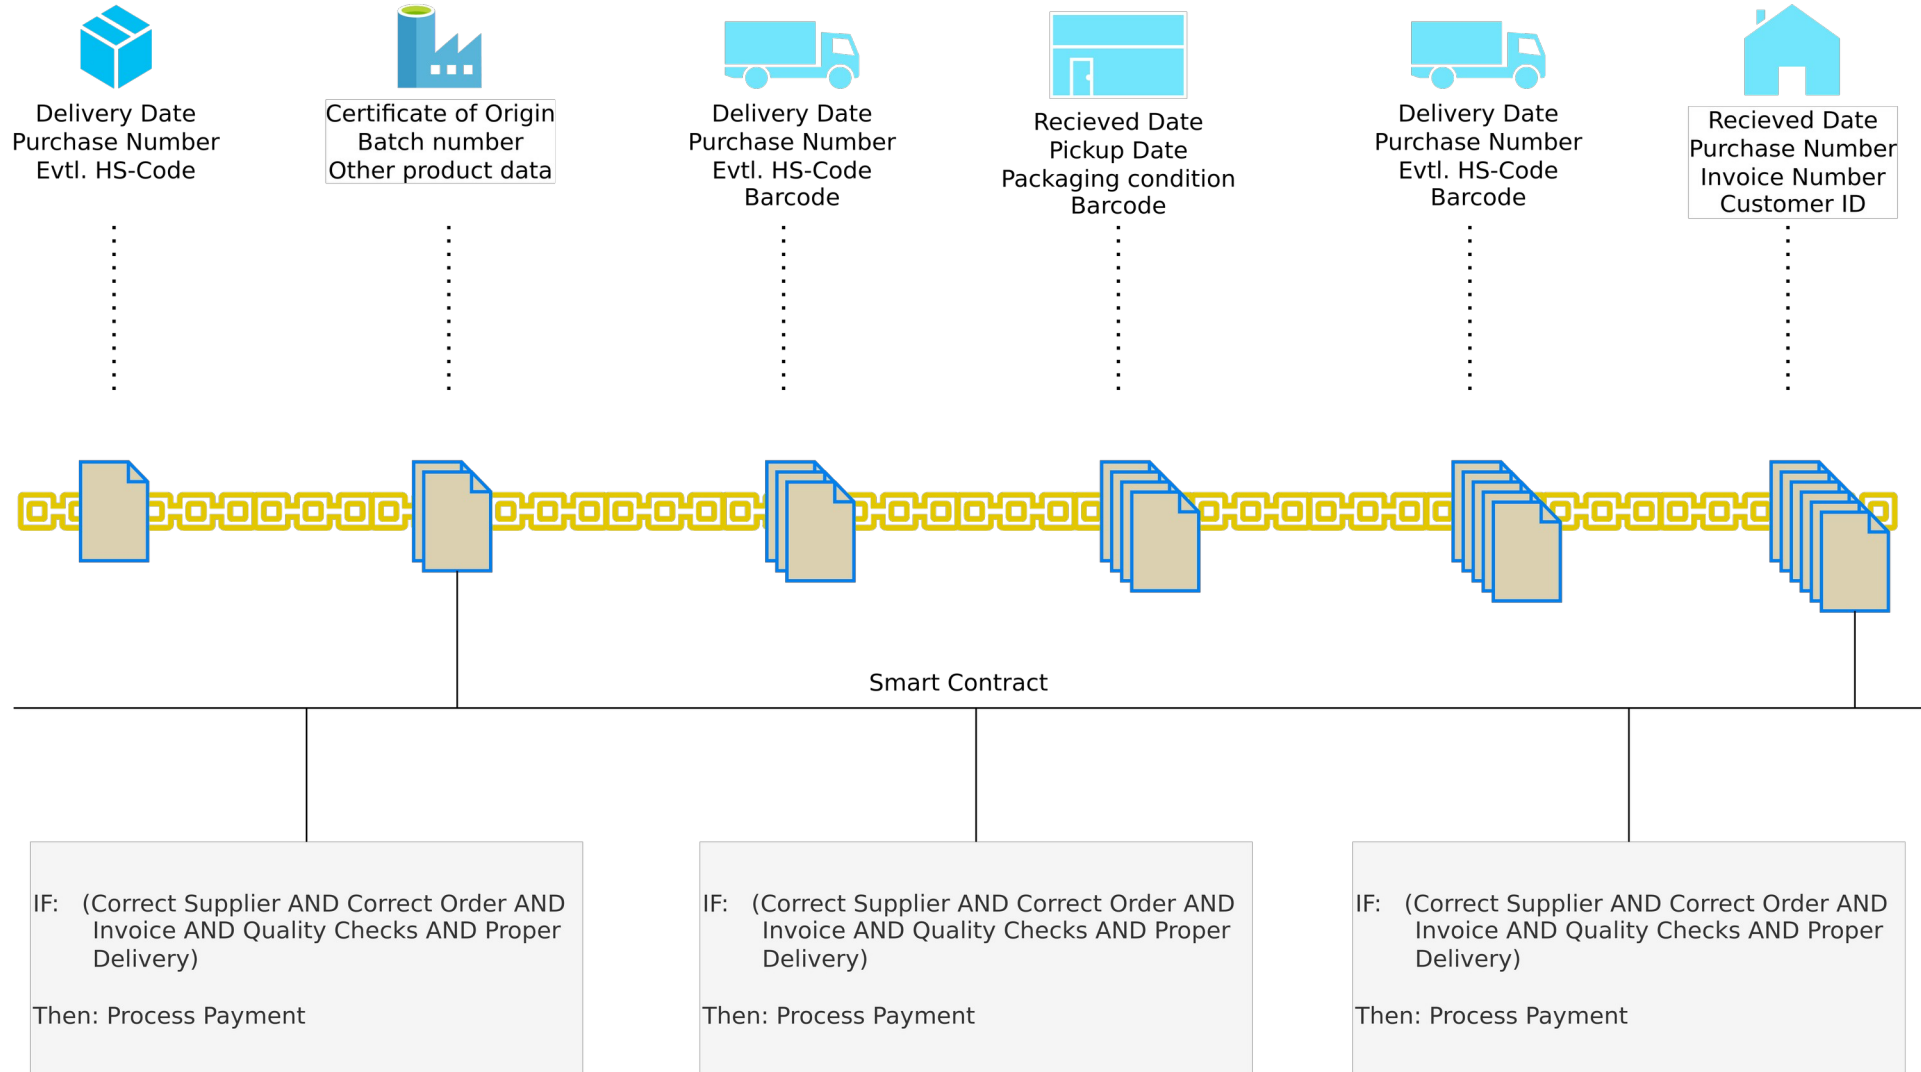 Delivery Date
Purchase Number
Evtl. HS-Code
Certificate of Origin
Batch number
Other product data
Delivery Date
Purchase Number
Evtl. HS-Code
Barcode
Recieved Date
Pickup Date
Packaging condition
Barcode
Delivery Date
Purchase Number
Evtl. HS-Code
Barcode
Recieved Date
Purchase Number
Invoice Number
Customer ID
Smart Contract
IF: (Correct Supplier AND Correct Order AND
Invoice AND Quality Checks AND Proper
Delivery)
Then: Process Payment
IF: (Correct Supplier AND Correct Order AND
Invoice AND Quality Checks AND Proper
Delivery)
Then: Process Payment
IF: (Correct Supplier AND Correct Order AND
Invoice AND Quality Checks AND Proper
Delivery)
Then: Process Payment